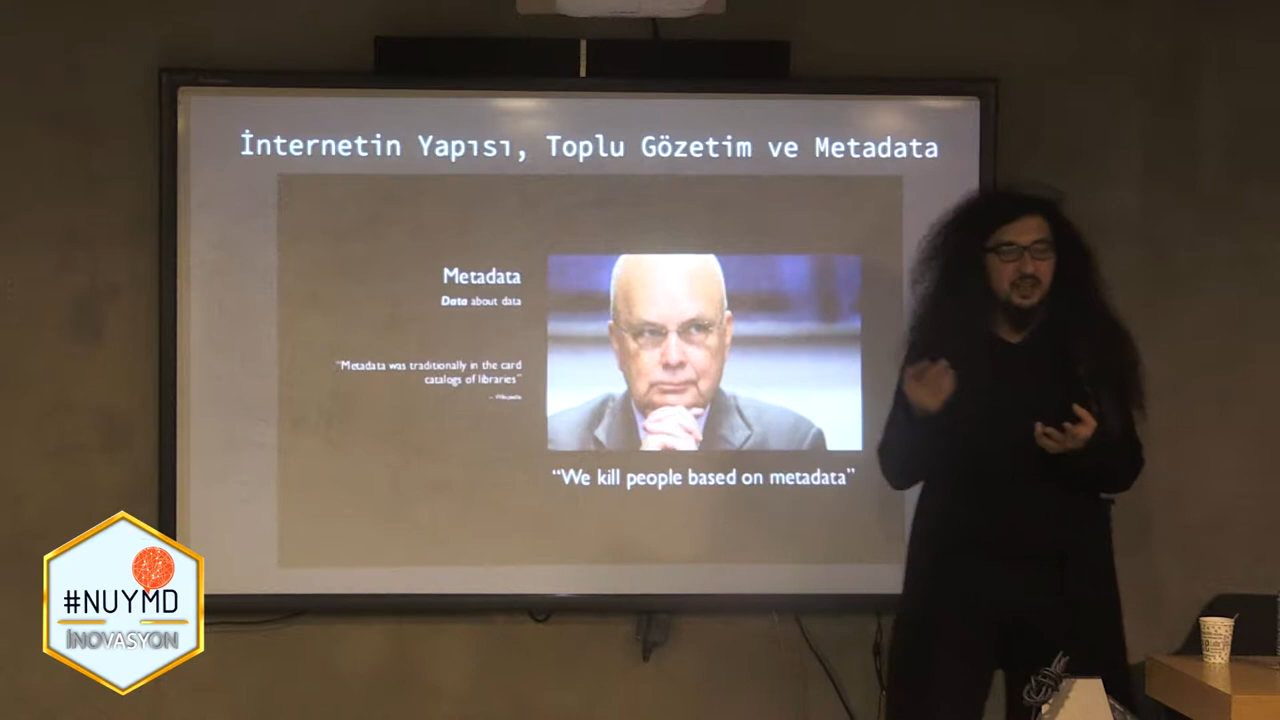 İnternetin Yapısı, Toplu Gözetim ve Metadata
Metadata
Data about data
"Metadata was traditionally in the card
catalogs of libraries"
-- Wikipedia
"We kill people based on metadata"
#NUYMD
İNOVASYON